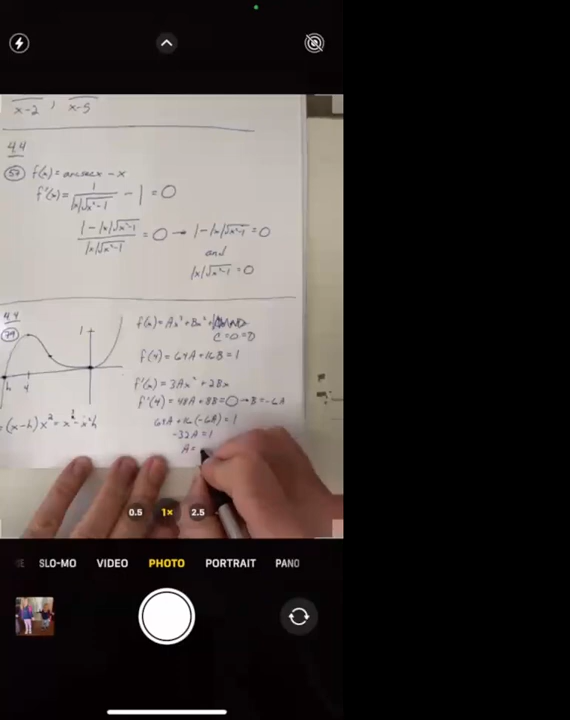 x-2 , x-5
4.4
57 f(x)= arcsecx - x
f'(x)= 1/|x|√x²-1 - 1 = 0
1-|x|√x²-1 / |x|√x²-1 = 0 → 1-|x|√x²-1 = 0
and
|x|√x²-1 = 0
4.4
79
1
h 4
= (x-h)x² = x³-x²h
f(x)= Ax³+Bx²+
C=0=D
f(4)= 64A+16B=1
f'(x)= 3Ax²+2Bx
f'(4)= 48A+8B=0→B=-6A
64A+16(-6A)=1
-32A=1
A=
0.5 1× 2.5
SLO-MO VIDEO PHOTO PORTRAIT PANO